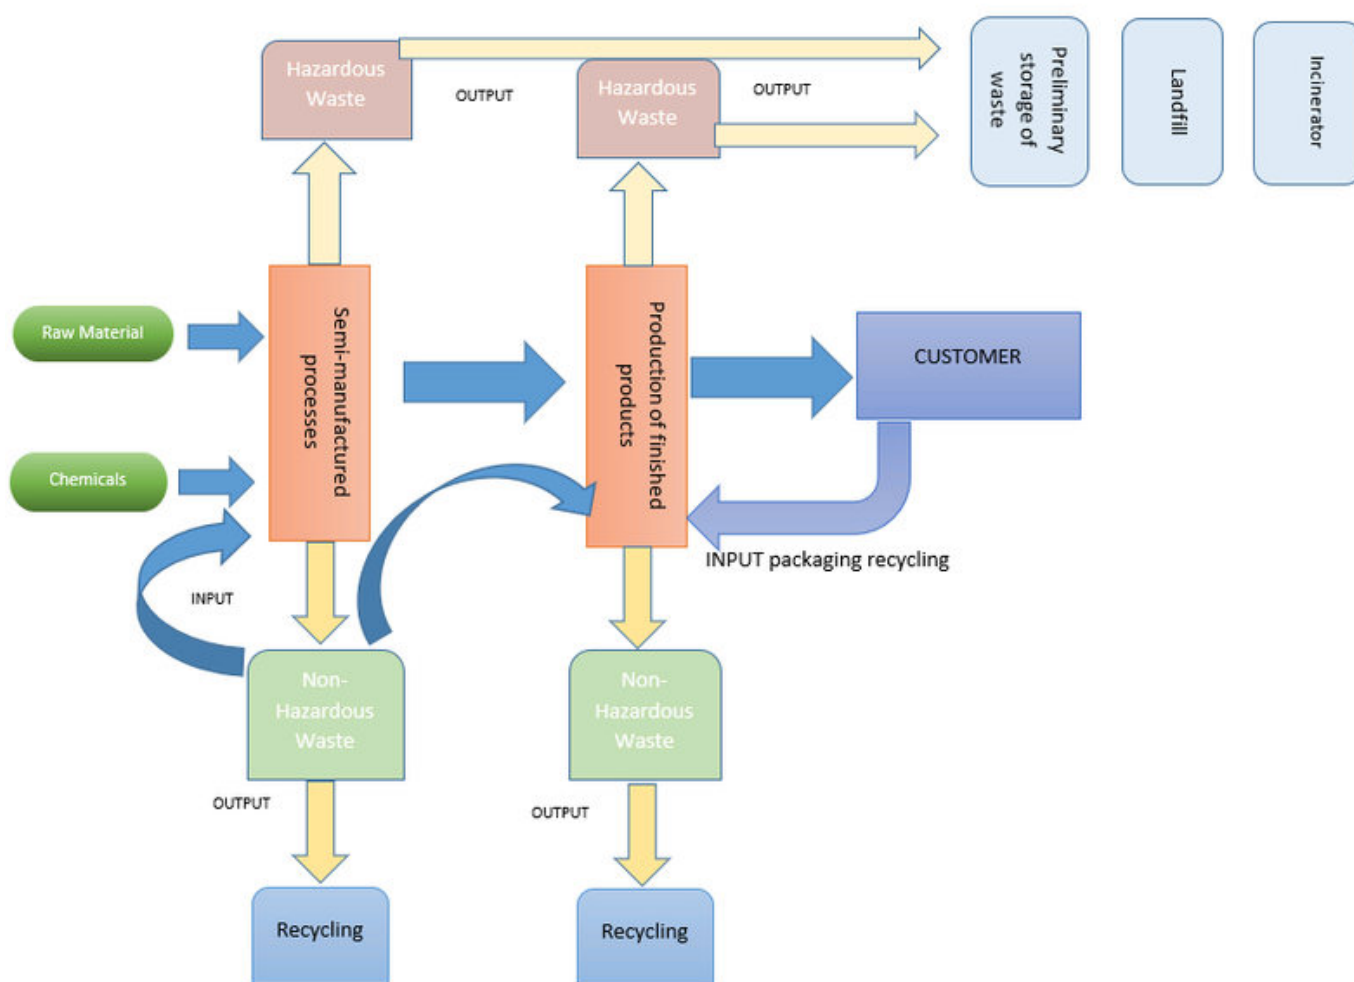 Hazardous
Waste
OUTPUT
Hazardous
Waste
OUTPUT
Preliminary
storage of
waste
Landfill
Incinerator
Raw Material
Chemicals
Semi-manufactured
processes
Production of finished
products
CUSTOMER
INPUT packaging recycling
INPUT
Non-
Hazardous
Waste
Non-
Hazardous
Waste
OUTPUT
OUTPUT
Recycling
Recycling